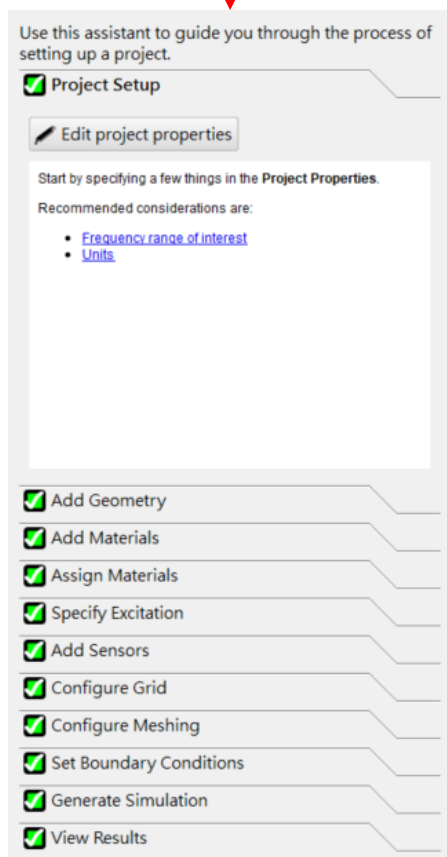 Use this assistant to guide you through the process of
setting up a project.
Project Setup
Edit project properties
Start by specifying a few things in the Project Properties.
Recommended considerations are:
Frequency range of interest
Units
Add Geometry
Add Materials
Assign Materials
Specify Excitation
Add Sensors
Configure Grid
Configure Meshing
Set Boundary Conditions
Generate Simulation
View Results